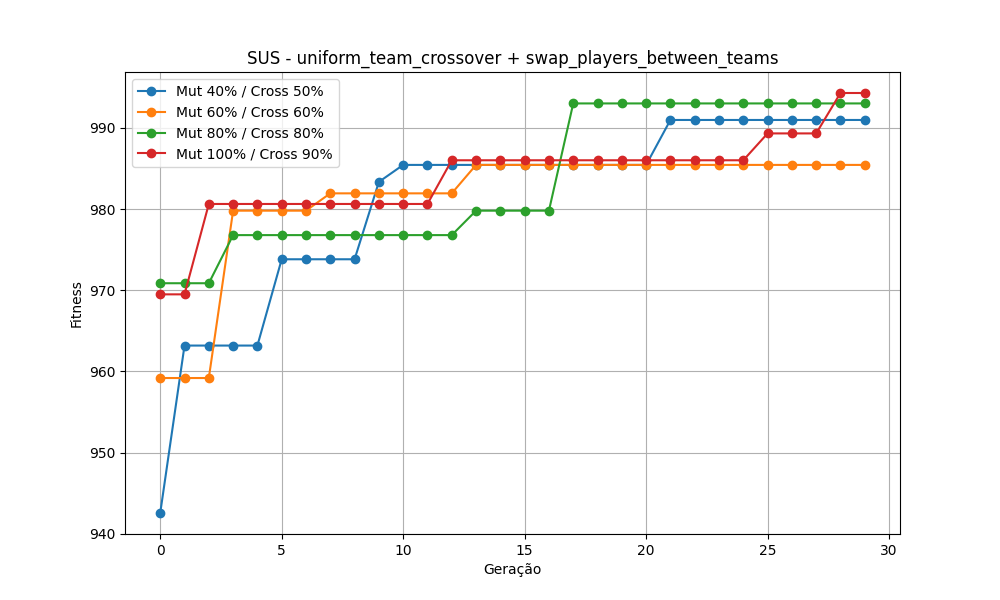 SUS - uniform_team_crossover + swap_players_between_teams
Mut 40% / Cross 50%
Mut 60% / Cross 60%
Mut 80% / Cross 80%
Mut 100% / Cross 90%
Fitness
990
980
970
960
950
940
0 5 10 15 20 25 30
Geração